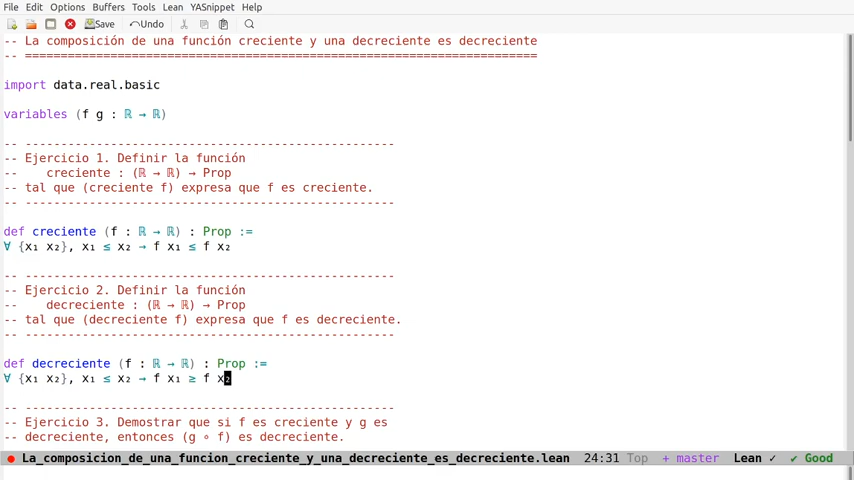 File Edit Options Buffers Tools Lean YASnippet Help
Save Undo
-- La composición de una función creciente y una decreciente es decreciente
-- =======================================================================
import data.real.basic
variables (f g : ℝ → ℝ)
-- ---------------------------------------------------
-- Ejercicio 1. Definir la función
--    creciente : (ℝ → ℝ) → Prop
-- tal que (creciente f) expresa que f es creciente.
-- ---------------------------------------------------
def creciente (f : ℝ → ℝ) : Prop :=
∀ {x₁ x₂}, x₁ ≤ x₂ → f x₁ ≤ f x₂
-- ---------------------------------------------------
-- Ejercicio 2. Definir la función
--    decreciente : (ℝ → ℝ) → Prop
-- tal que (decreciente f) expresa que f es decreciente.
-- ---------------------------------------------------
def decreciente (f : ℝ → ℝ) : Prop :=
∀ {x₁ x₂}, x₁ ≤ x₂ → f x₁ ≥ f x₂
-- ---------------------------------------------------
-- Ejercicio 3. Demostrar que si f es creciente y g es
-- decreciente, entonces (g ∘ f) es decreciente.
La_composicion_de_una_funcion_creciente_y_una_decreciente_es_decreciente.lean 24:31 Top + master Lean ✓ ✔ Good